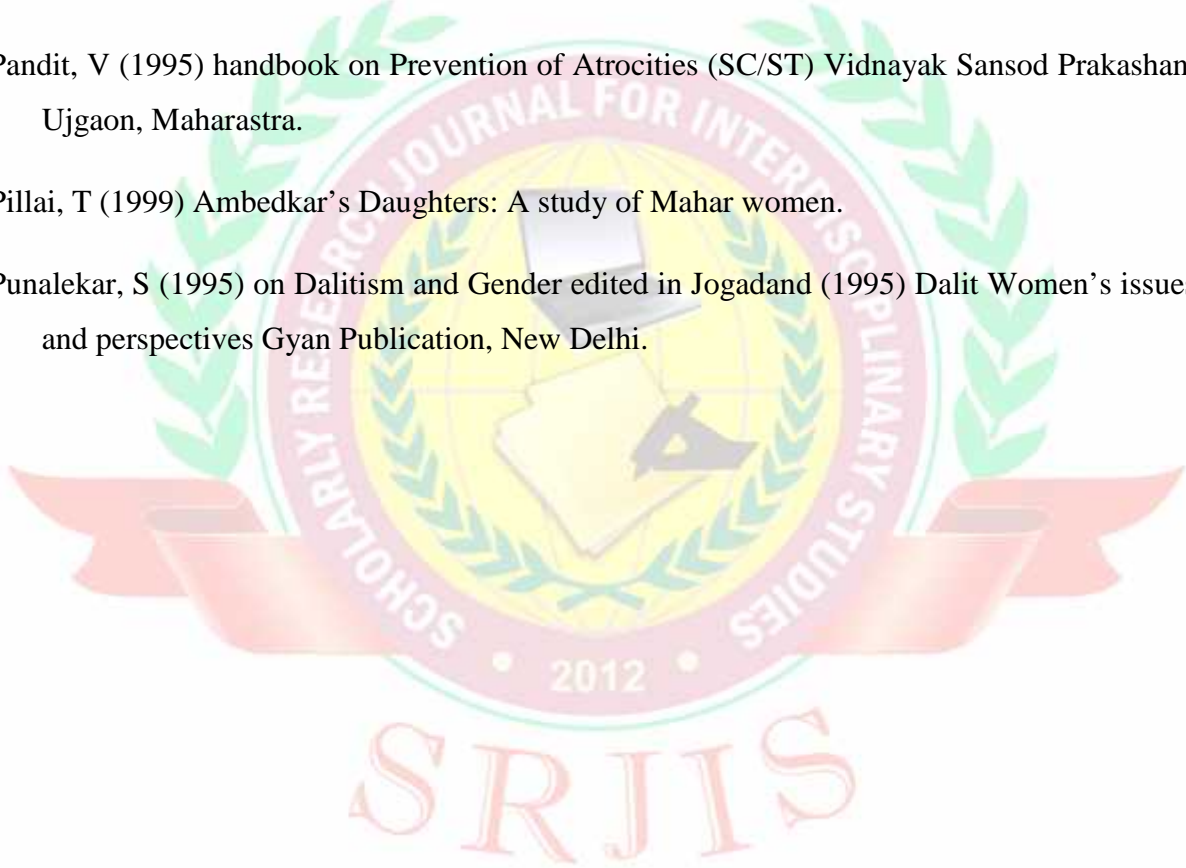 Pandit, V (1995) handbook on Prevention of Atrocities (SC/ST) Vidnayak Sansod Prakashan
Ujgaon, Maharastra.
Pillai, T (1999) Ambedkar's Daughters: A study of Mahar women.
Punalekar, S (1995) on Dalitism and Gender edited in Jogadand (1995) Dalit Women's issues
and perspectives Gyan Publication, New Delhi.
SCHOLARLY RESERRCH JOURNAL FOR INTERDISCPLINARY STUDIES
• 2012 •
SRJIS